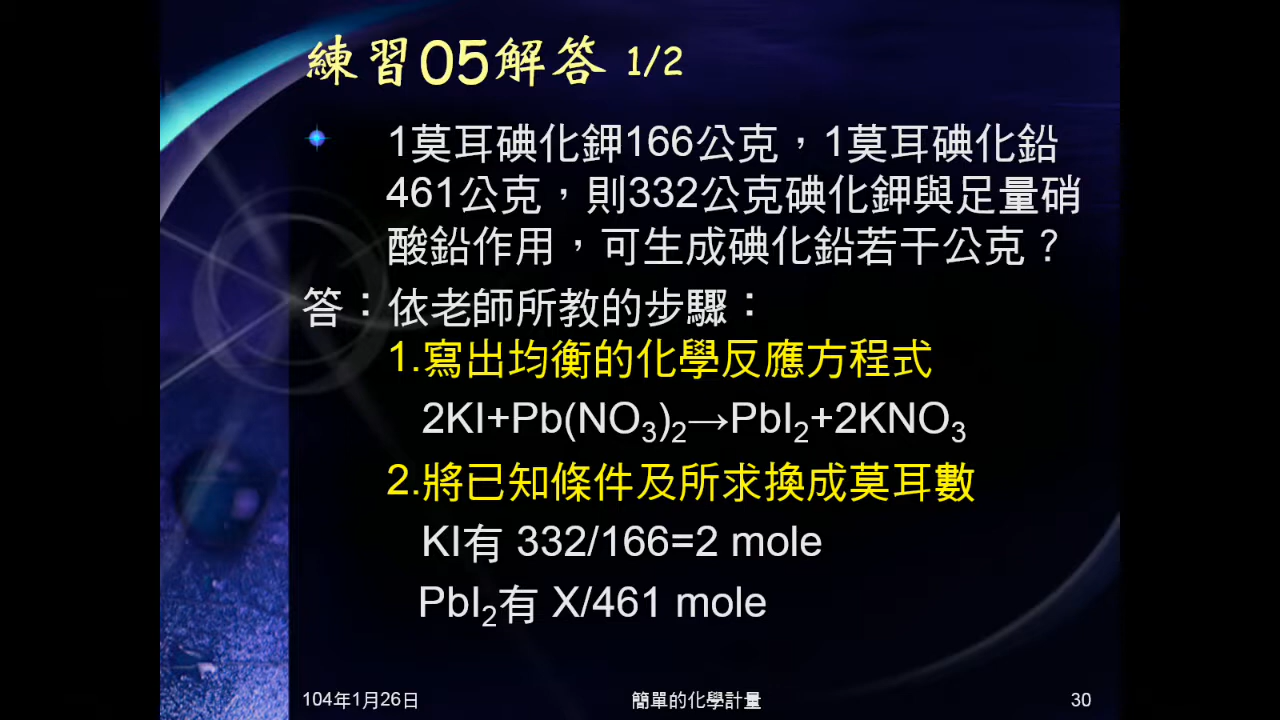 練習05解答 1/2
1莫耳碘化鉀166公克，1莫耳碘化鉛
461公克，則332公克碘化鉀與足量硝
酸鉛作用，可生成碘化鉛若干公克？
答：依老師所教的步驟：
1.寫出均衡的化學反應方程式
2KI+Pb(NO₃)₂→PbI₂+2KNO₃
2.將已知條件及所求換成莫耳數
KI有 332/166=2 mole
PbI₂有 X/461 mole
104年1月26日 簡單的化學計量 30